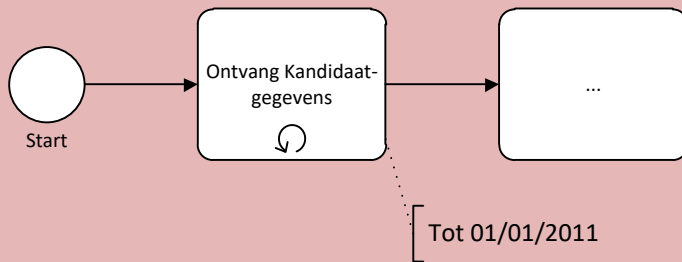 Start
Ontvang Kandidaat-
gegevens
...
Tot 01/01/2011